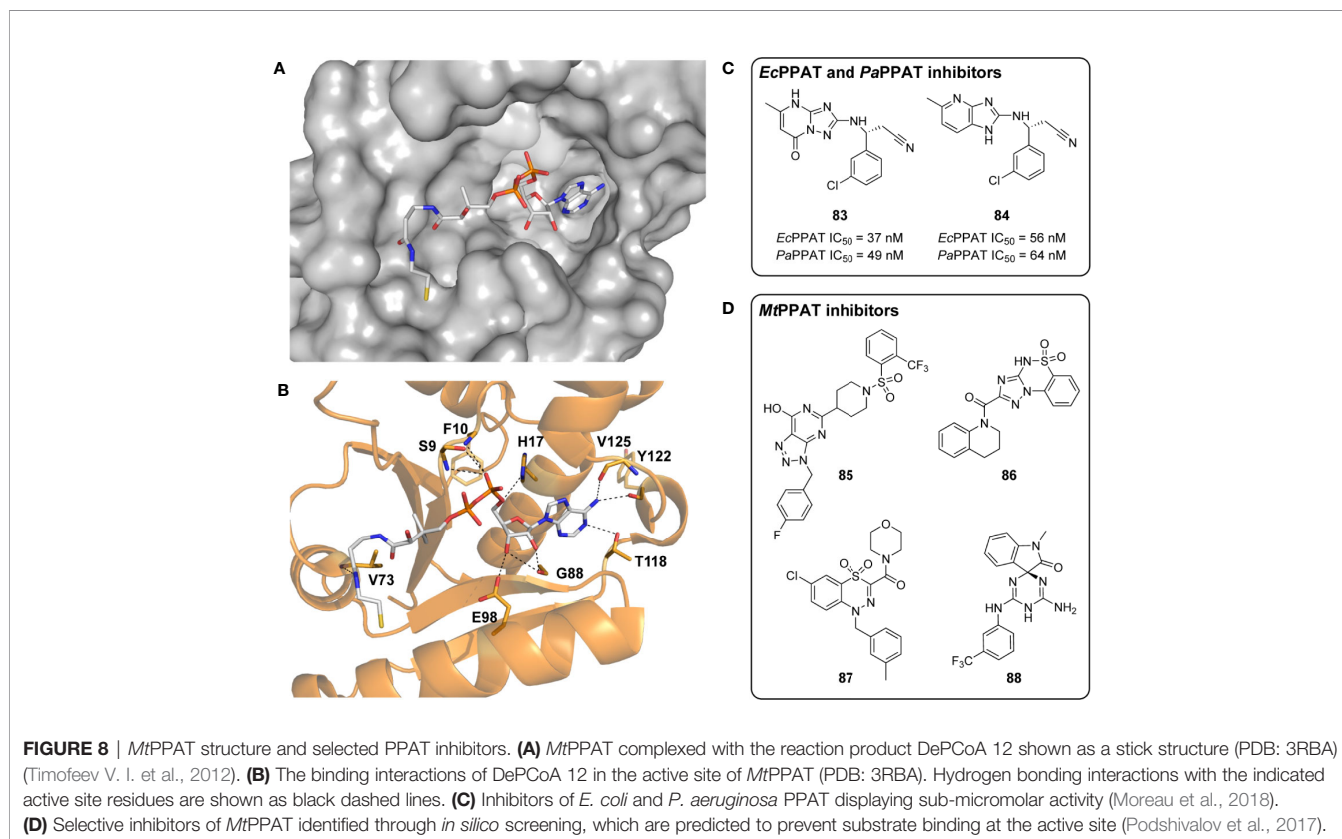 A
B
F10
S9
H17
V125
Y122
V73
G88
T118
E98
C
EcPPAT and PaPPAT inhibitors
H
N
N
N
N
N
O
NH
N
Cl
83
EcPPAT IC50 = 37 nM
PaPPAT IC50 = 49 nM
N
N
N
H
NH
N
Cl
84
EcPPAT IC50 = 56 nM
PaPPAT IC50 = 64 nM
D
MtPPAT inhibitors
CF3
S
O
O
N
HO
N
N
N
N
N
F
85
HN
S
O
O
N
N
N
O
N
86
O
N
O
O
O
S
Cl
N
N
87
N
O
N
N
HN
N
H
NH2
F3C
88
FIGURE 8 | MtPPAT structure and selected PPAT inhibitors. (A) MtPPAT complexed with the reaction product DePCoA 12 shown as a stick structure (PDB: 3RBA)
(Timofeev V. I. et al., 2012). (B) The binding interactions of DePCoA 12 in the active site of MtPPAT (PDB: 3RBA). Hydrogen bonding interactions with the indicated
active site residues are shown as black dashed lines. (C) Inhibitors of E. coli and P. aeruginosa PPAT displaying sub-micromolar activity (Moreau et al., 2018).
(D) Selective inhibitors of MtPPAT identified through in silico screening, which are predicted to prevent substrate binding at the active site (Podshivalov et al., 2017).